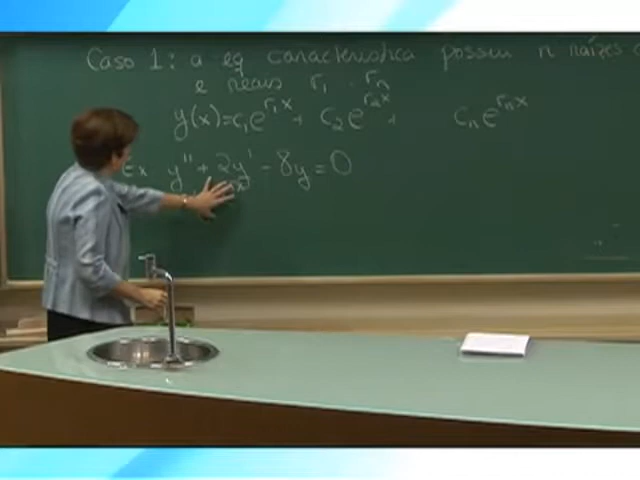 Caso 1: a eq característica possui n raízes
e reais r₁ . rₙ
y(x)=c₁e^{r₁x} + c₂e^{r₂x} + cₙe^{rₙx}
Ex y'' + 2y' - 8y = 0